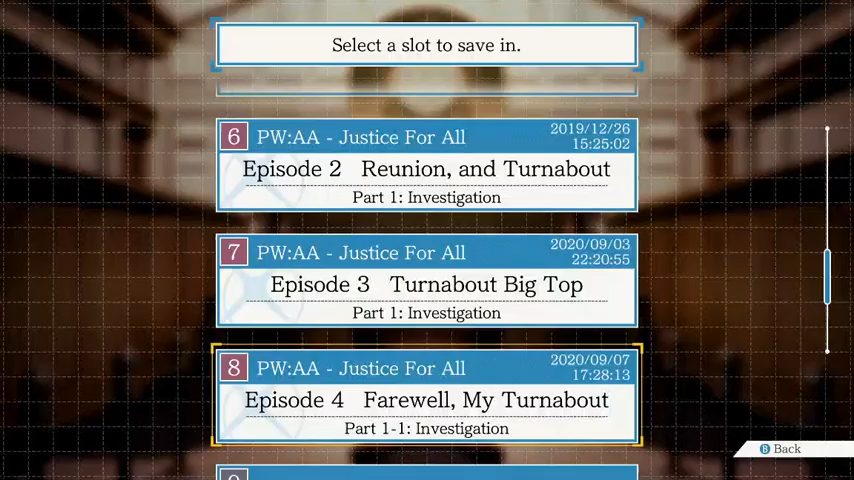 Select a slot to save in.
6 PW:AA - Justice For All 2019/12/26
15:25:02
Episode 2 Reunion, and Turnabout
Part 1: Investigation
7 PW:AA - Justice For All 2020/09/03
22:20:55
Episode 3 Turnabout Big Top
Part 1: Investigation
8 PW:AA - Justice For All 2020/09/07
17:28:13
Episode 4 Farewell, My Turnabout
Part 1-1: Investigation
B Back